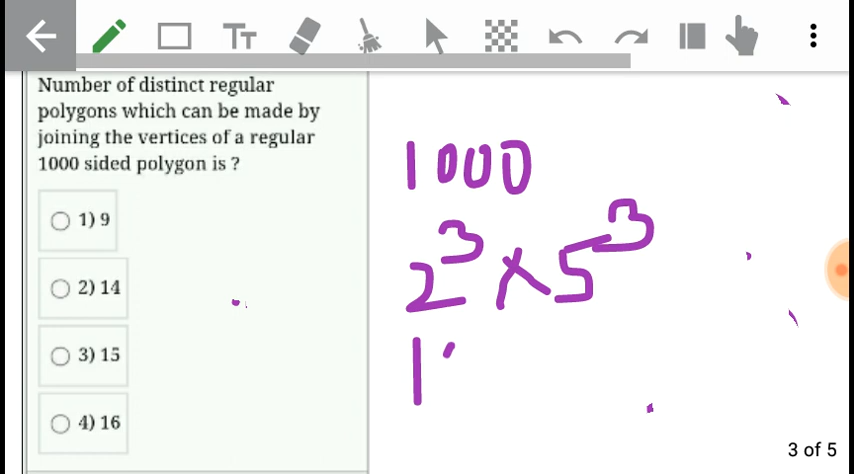 TT
Number of distinct regular
polygons which can be made by
joining the vertices of a regular
1000 sided polygon is ?
1) 9
2) 14
3) 15
4) 16
1000
2³×5³
1
3 of 5